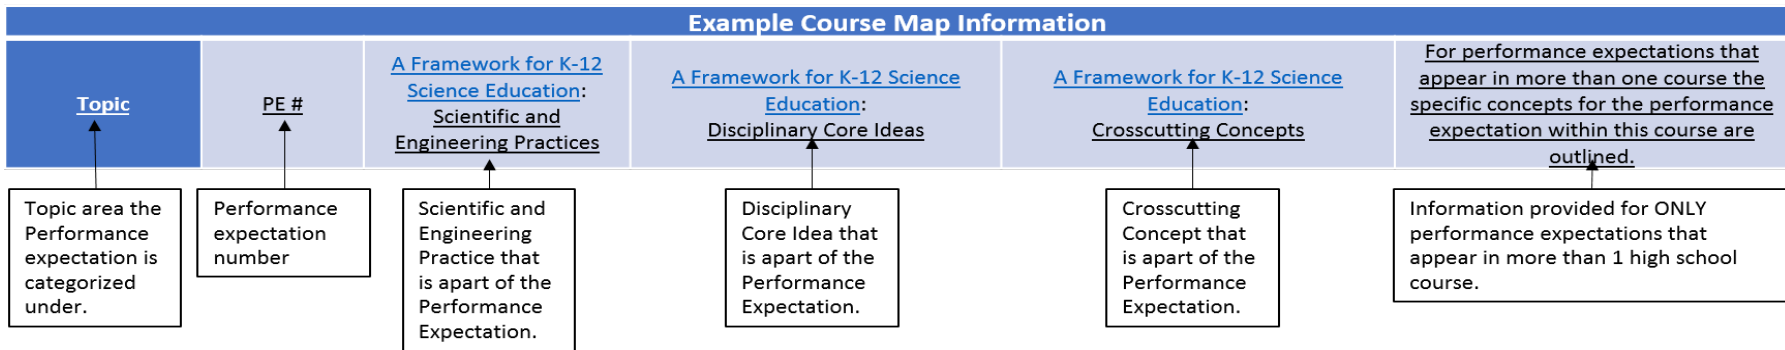 Example Course Map Information
Topic
PE #
A Framework for K-12
Science Education:
Scientific and
Engineering Practices
A Framework for K-12 Science
Education:
Disciplinary Core Ideas
A Framework for K-12 Science
Education:
Crosscutting Concepts
For performance expectations that
appear in more than one course the
specific concepts for the performance
expectation within this course are
outlined.
Topic area the
Performance
expectation is
categorized
under.
Performance
expectation
number
Scientific and
Engineering
Practice that
is apart of the
Performance
Expectation.
Disciplinary
Core Idea that
is apart of the
Performance
Expectation.
Crosscutting
Concept that
is apart of the
Performance
Expectation.
Information provided for ONLY
performance expectations that
appear in more than 1 high school
course.